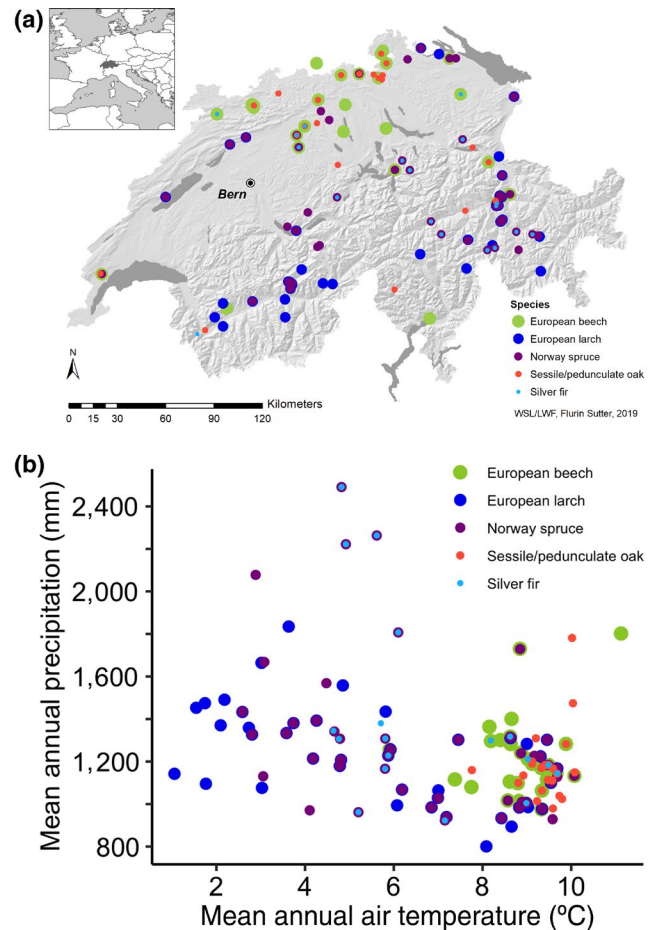 (a)
Bern
N
Species
European beech
European larch
Norway spruce
Sessile/pedunculate oak
Silver fir
Kilometers
0 15 30 60 90 120
WSL/LWF, Flurin Sutter, 2019
(b)
European beech
European larch
Norway spruce
Sessile/pedunculate oak
Silver fir
Mean annual precipitation (mm)
2,400
2,000
1,600
1,200
800
2 4 6 8 10
Mean annual air temperature (ºC)